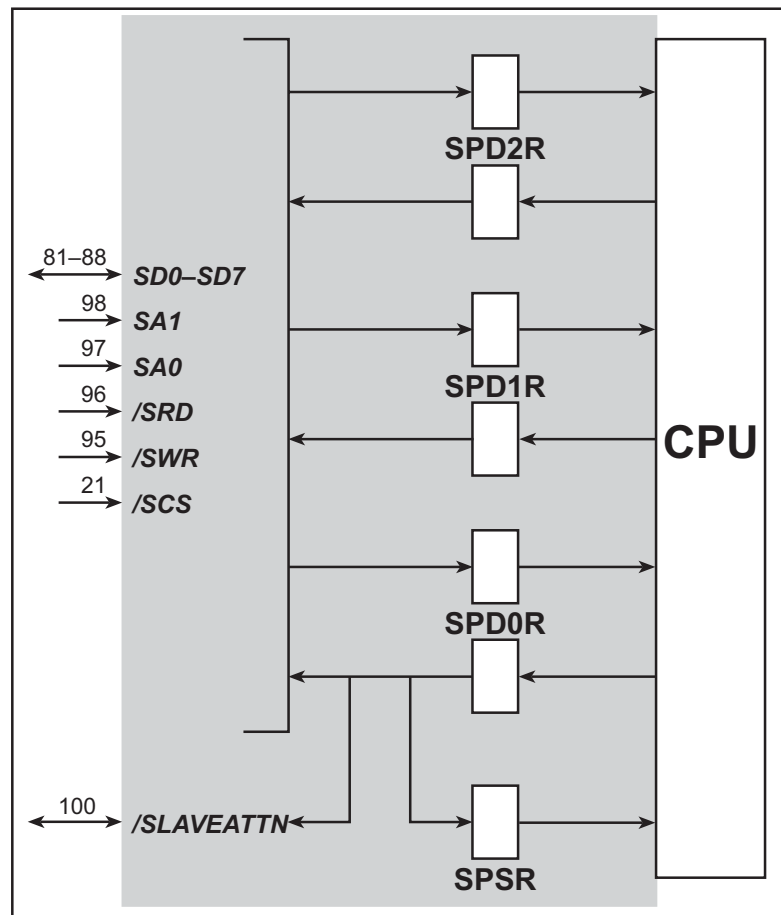 SPD2R
81–88
SD0–SD7
98
SA1
97
SA0
96
/SRD
95
/SWR
21
/SCS
SPD1R
CPU
SPD0R
100
/SLAVEATTN
SPSR